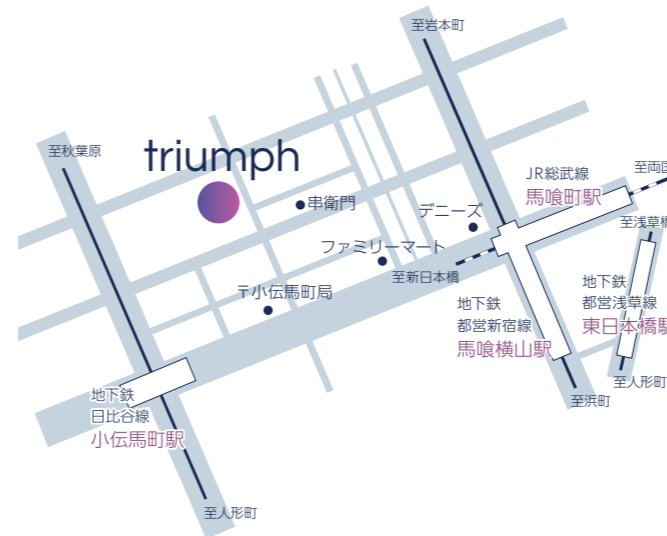 至岩本町
至秋葉原
triumph
JR総武線
馬喰町駅
至両国
串衛門
デニーズ
至浅草橋
ファミリーマート
至新日本橋
〒小伝馬町局
地下鉄
都営新宿線
馬喰横山駅
地下鉄
都営浅草線
東日本橋駅
至人形町
至浜町
地下鉄
日比谷線
小伝馬町駅
至人形町